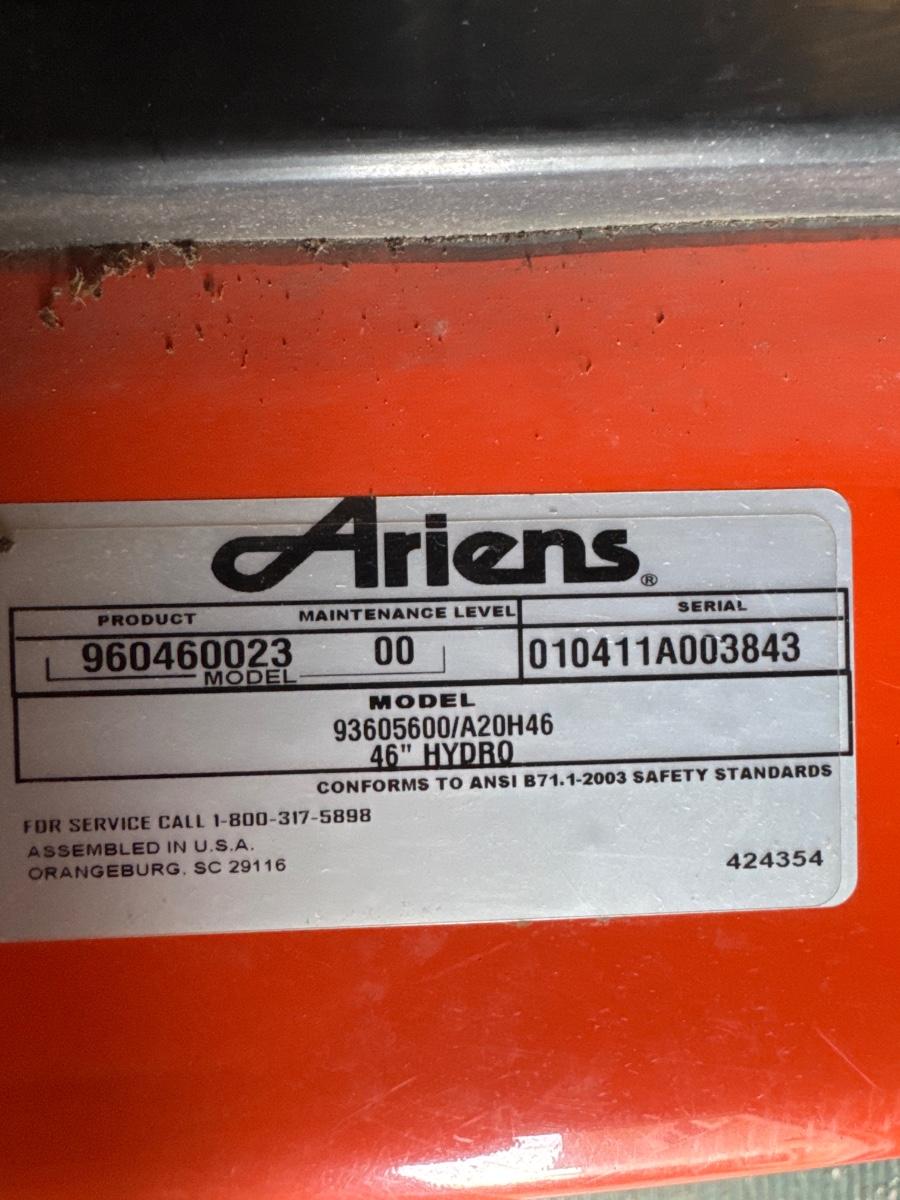 Ariens®
PRODUCT MAINTENANCE LEVEL SERIAL
960460023 00 010411A003843
MODEL
MODEL
93605600/A20H46
46" HYDRO
CONFORMS TO ANSI B71.1-2003 SAFETY STANDARDS
FOR SERVICE CALL 1-800-317-5898
ASSEMBLED IN U.S.A.
ORANGEBURG, SC 29116 424354